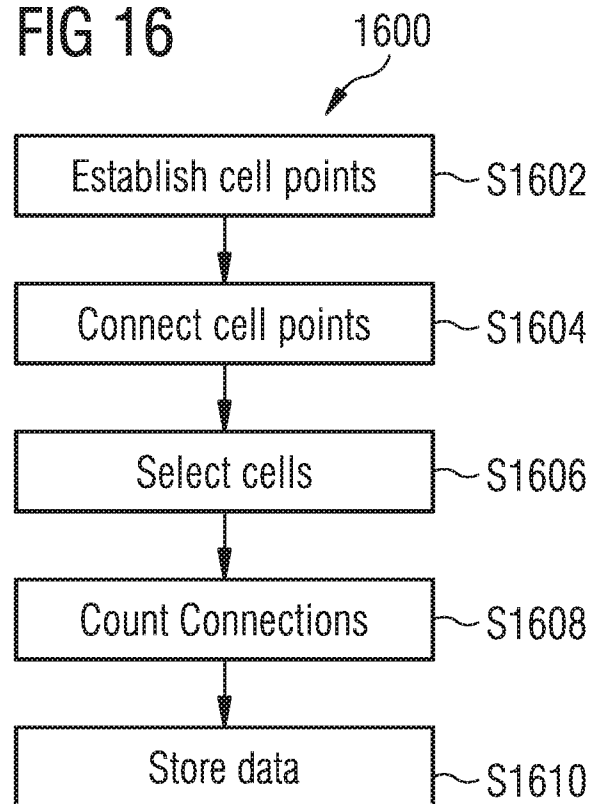 FIG 16
1600
Establish cell points
S1602
Connect cell points
S1604
Select cells
S1606
Count Connections
S1608
Store data
S1610